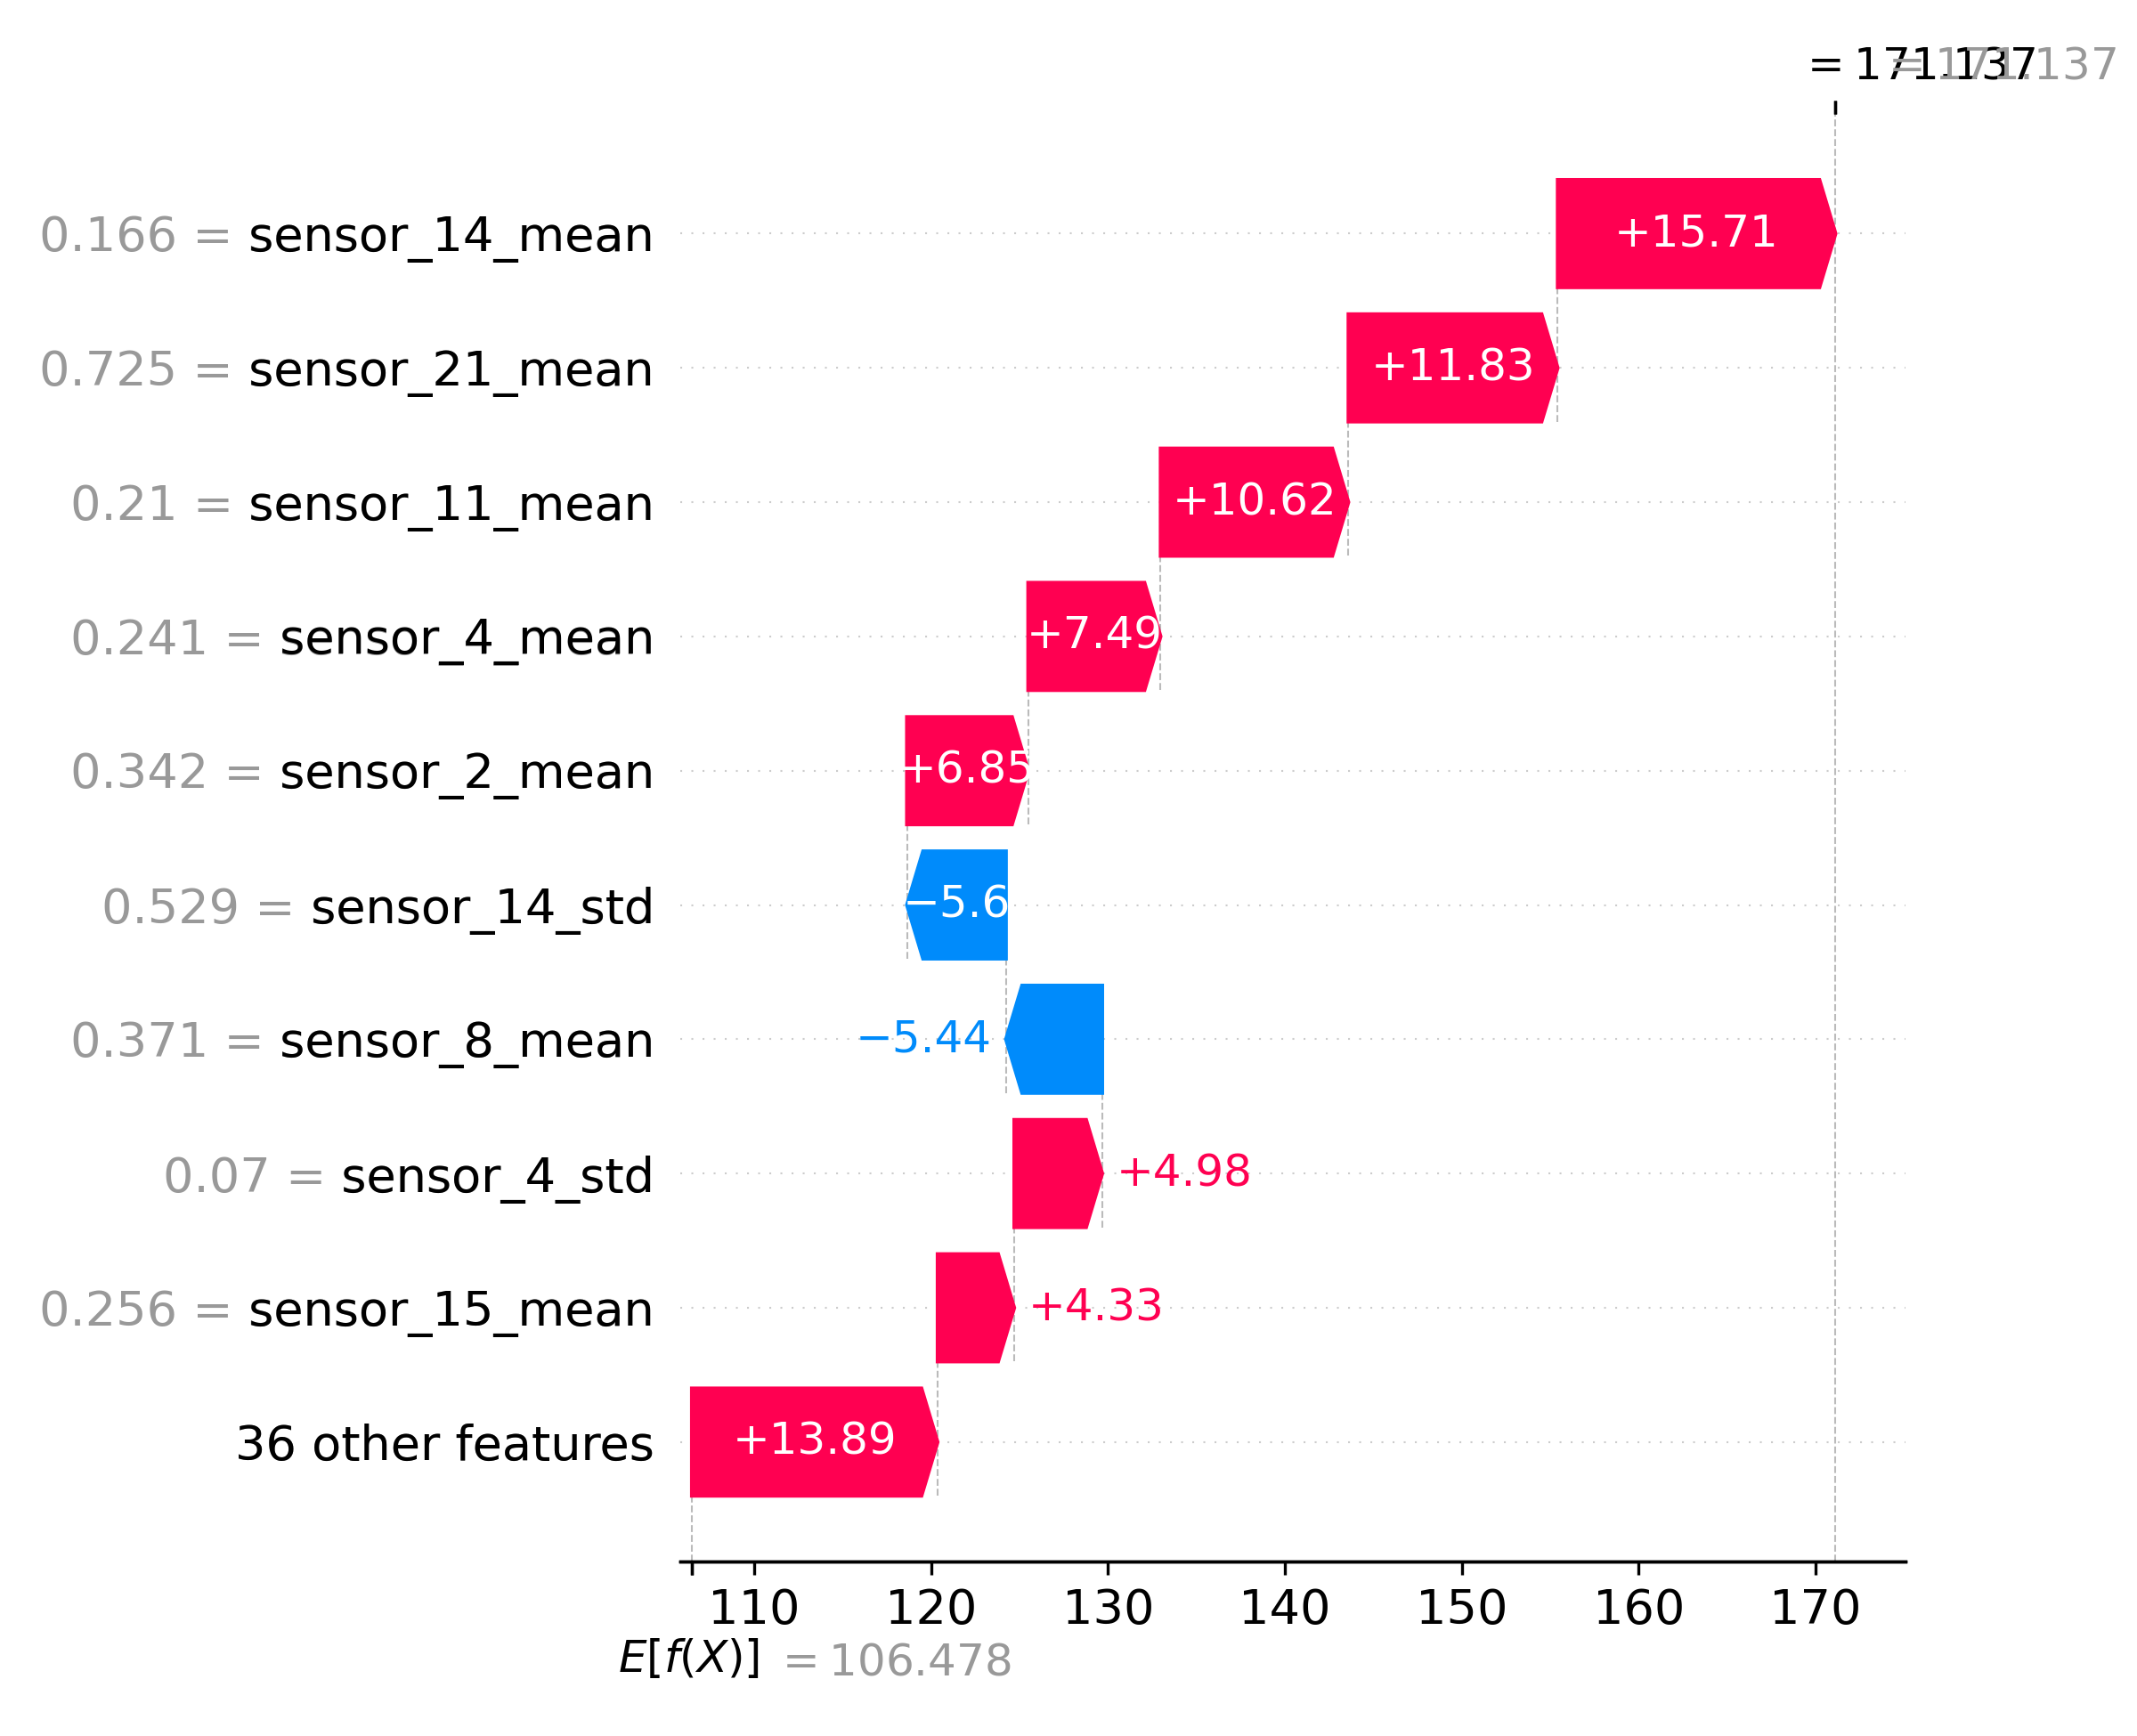 = 171.137 = 171.137
0.166 = sensor_14_mean +15.71
0.725 = sensor_21_mean +11.83
0.21 = sensor_11_mean +10.62
0.241 = sensor_4_mean +7.49
0.342 = sensor_2_mean +6.85
0.529 = sensor_14_std −5.6
0.371 = sensor_8_mean −5.44
0.07 = sensor_4_std +4.98
0.256 = sensor_15_mean +4.33
36 other features +13.89
110 120 130 140 150 160 170
E[f(X)] = 106.478